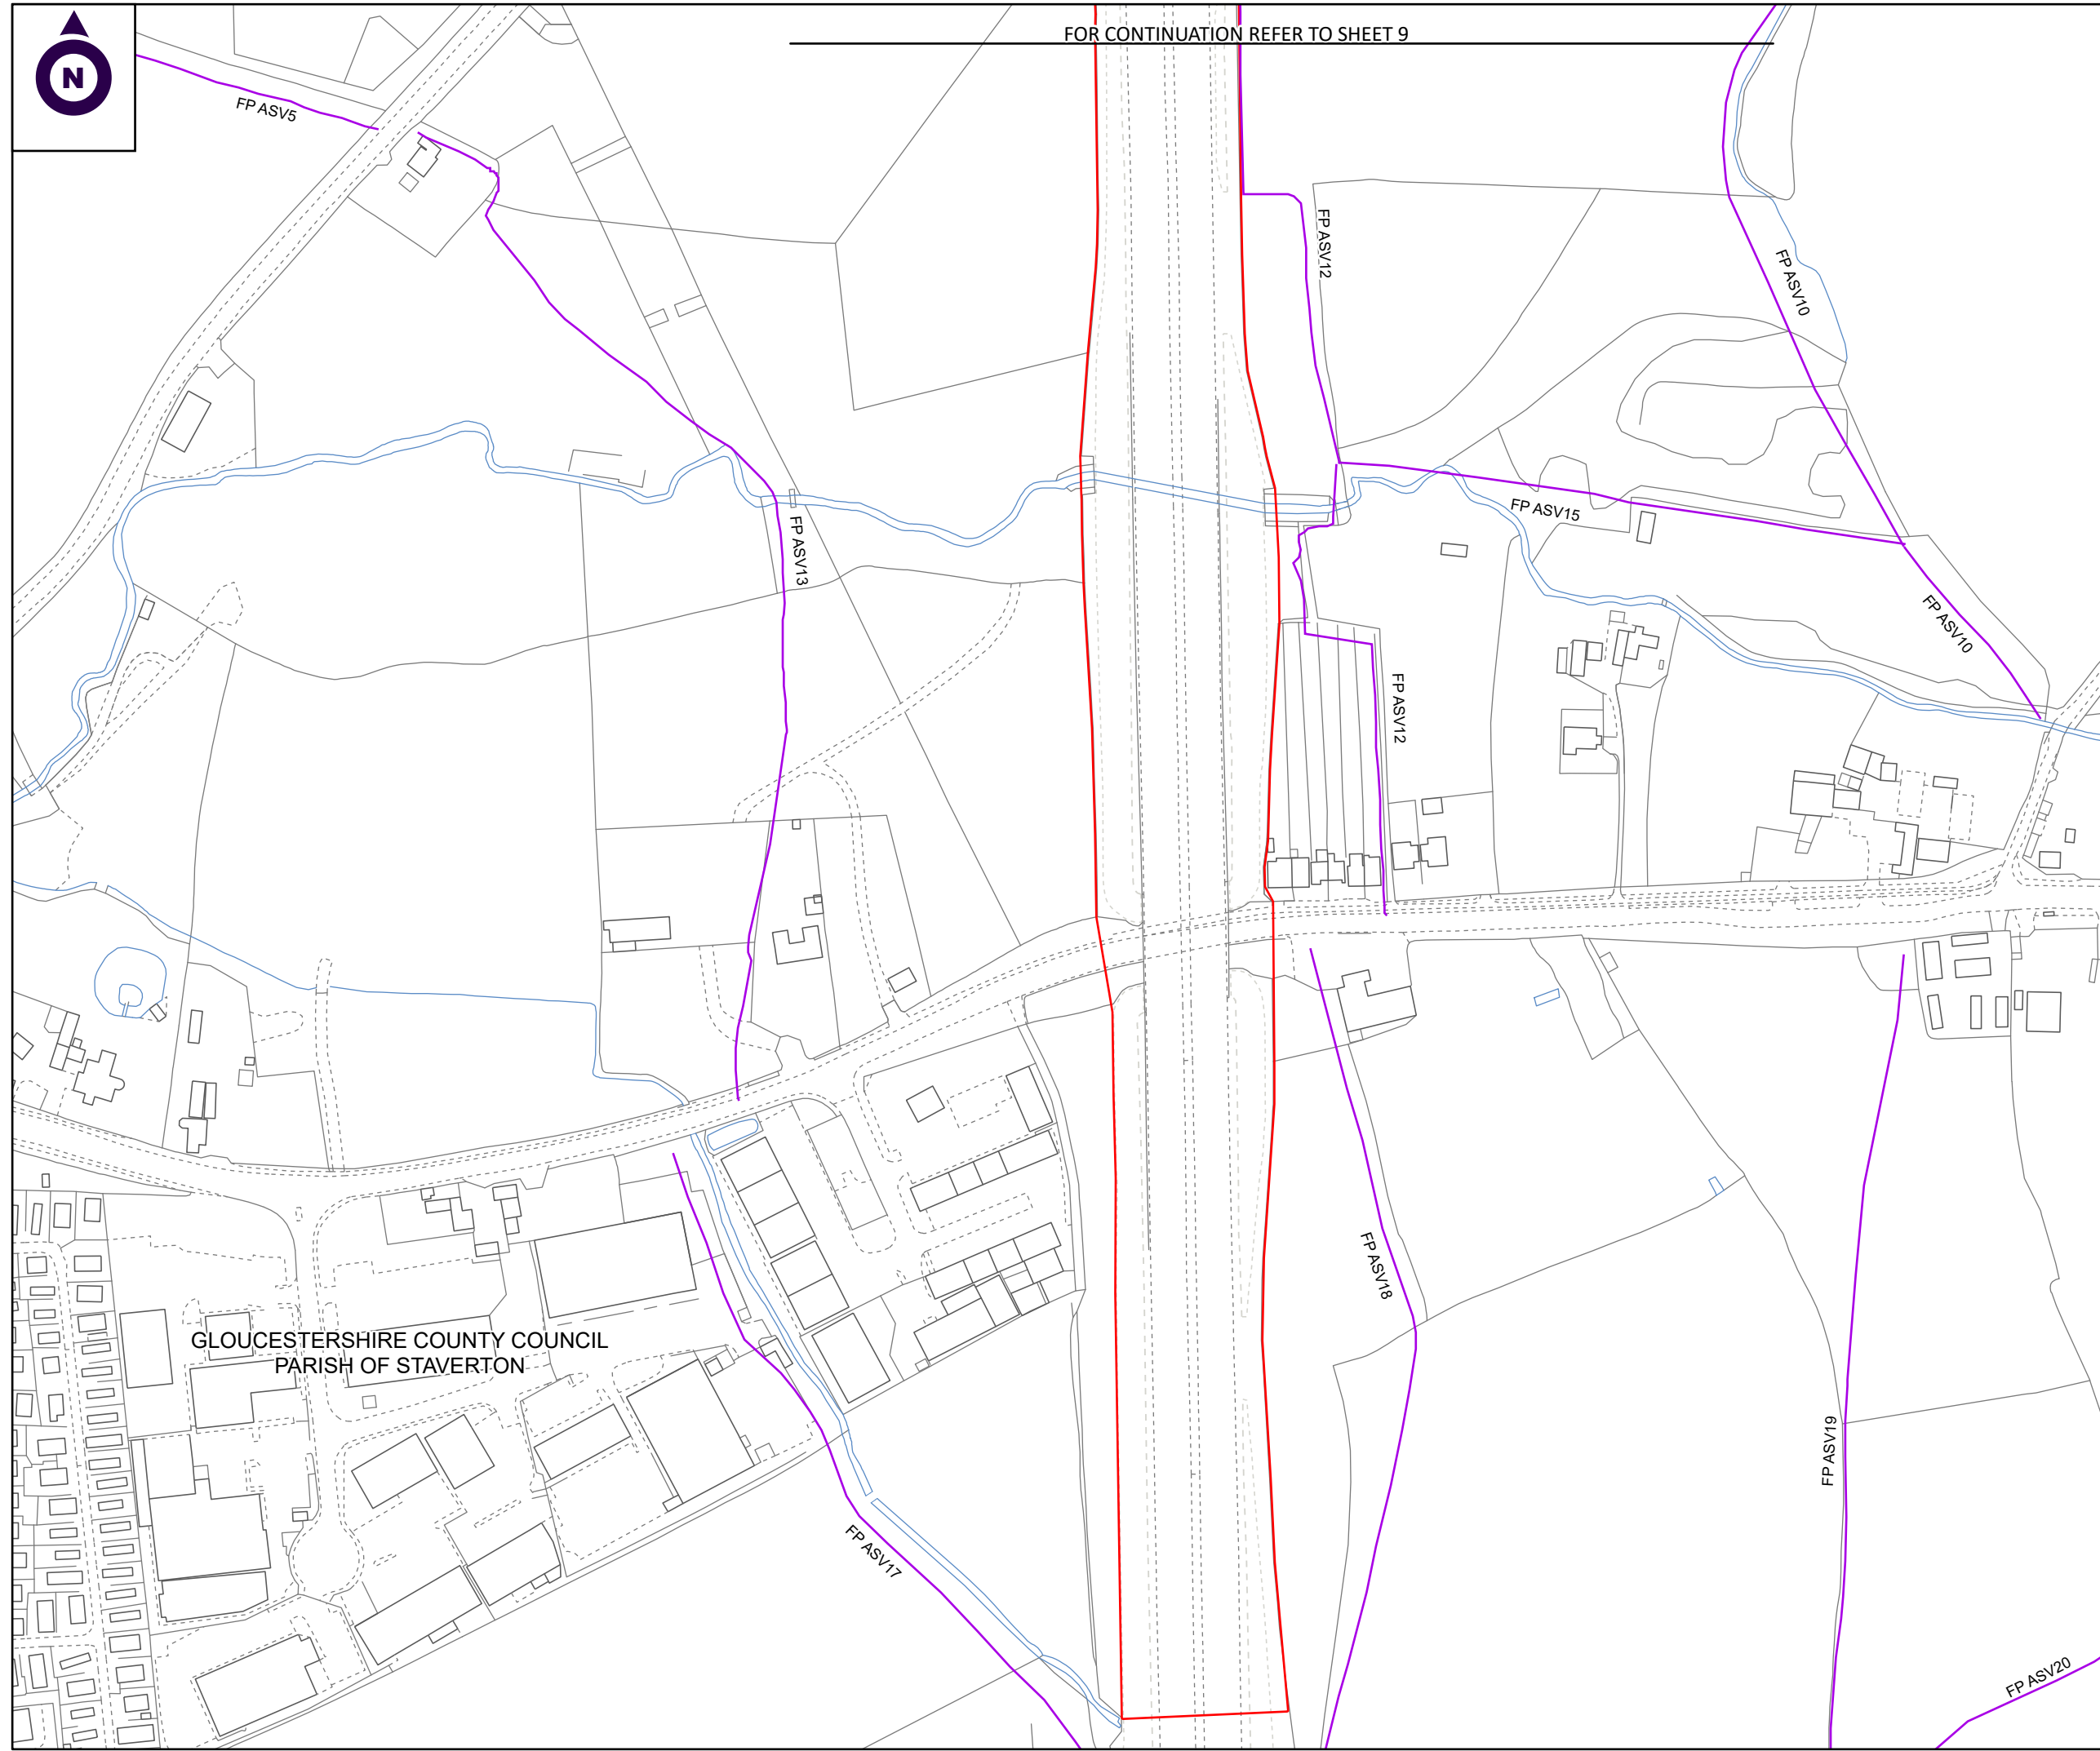 FOR CONTINUATION REFER TO SHEET 9
N
FP ASV5
FP ASV12
FP ASV10
FP ASV15
FP ASV13
FP ASV10
FP ASV12
FP ASV18
GLOUCESTERSHIRE COUNTY COUNCIL
PARISH OF STAVERTON
FP ASV19
FP ASV17
FP ASV20